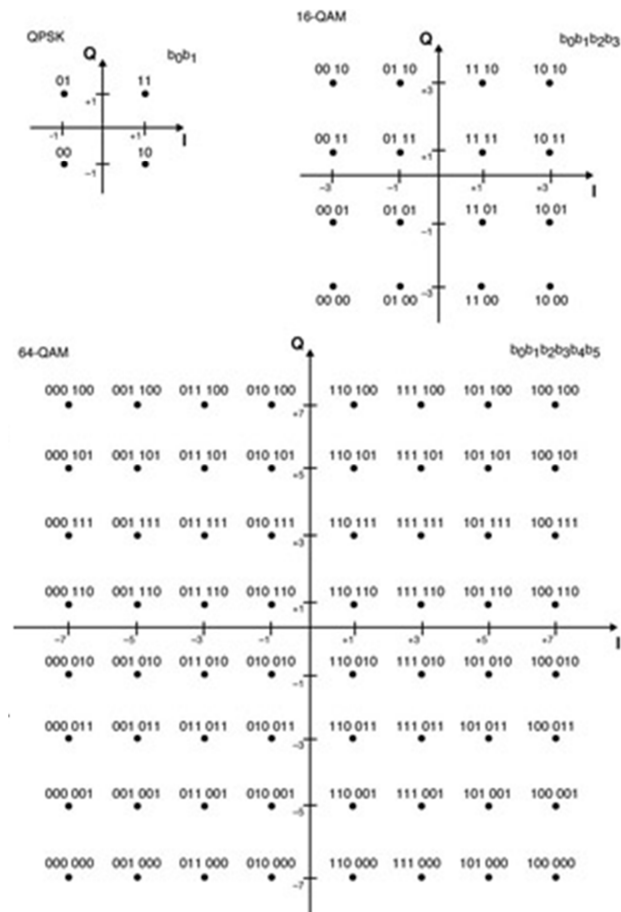 16-QAM
QPSK
Q
b0b1
Q
b0b1b2b3
01 11
+1
-1 +1 I
00 10
-1
00 10 01 10 11 10 10 10
+3
00 11 01 11 11 11 10 11
+1
-3 -1 +1 +3 I
00 01 01 01 11 01 10 01
-1
-3
00 00 01 00 11 00 10 00
64-QAM
Q
b0b1b2b3b4b5
000 100 001 100 011 100 010 100 110 100 111 100 101 100 100 100
+7
000 101 001 101 011 101 010 101 110 101 111 101 101 101 100 101
+5
000 111 001 111 011 111 010 111 110 111 111 111 101 111 100 111
+3
000 110 001 110 011 110 010 110 110 110 111 110 101 110 100 110
+1
-7 -5 -3 -1 +1 +3 +5 +7 I
000 010 001 010 011 010 010 010 110 010 111 010 101 010 100 010
-1
000 011 001 011 011 011 010 011 110 011 111 011 101 011 100 011
-3
000 001 001 001 011 001 010 001 110 001 111 001 101 001 100 001
-5
000 000 001 000 011 000 010 000 110 000 111 000 101 000 100 000
-7